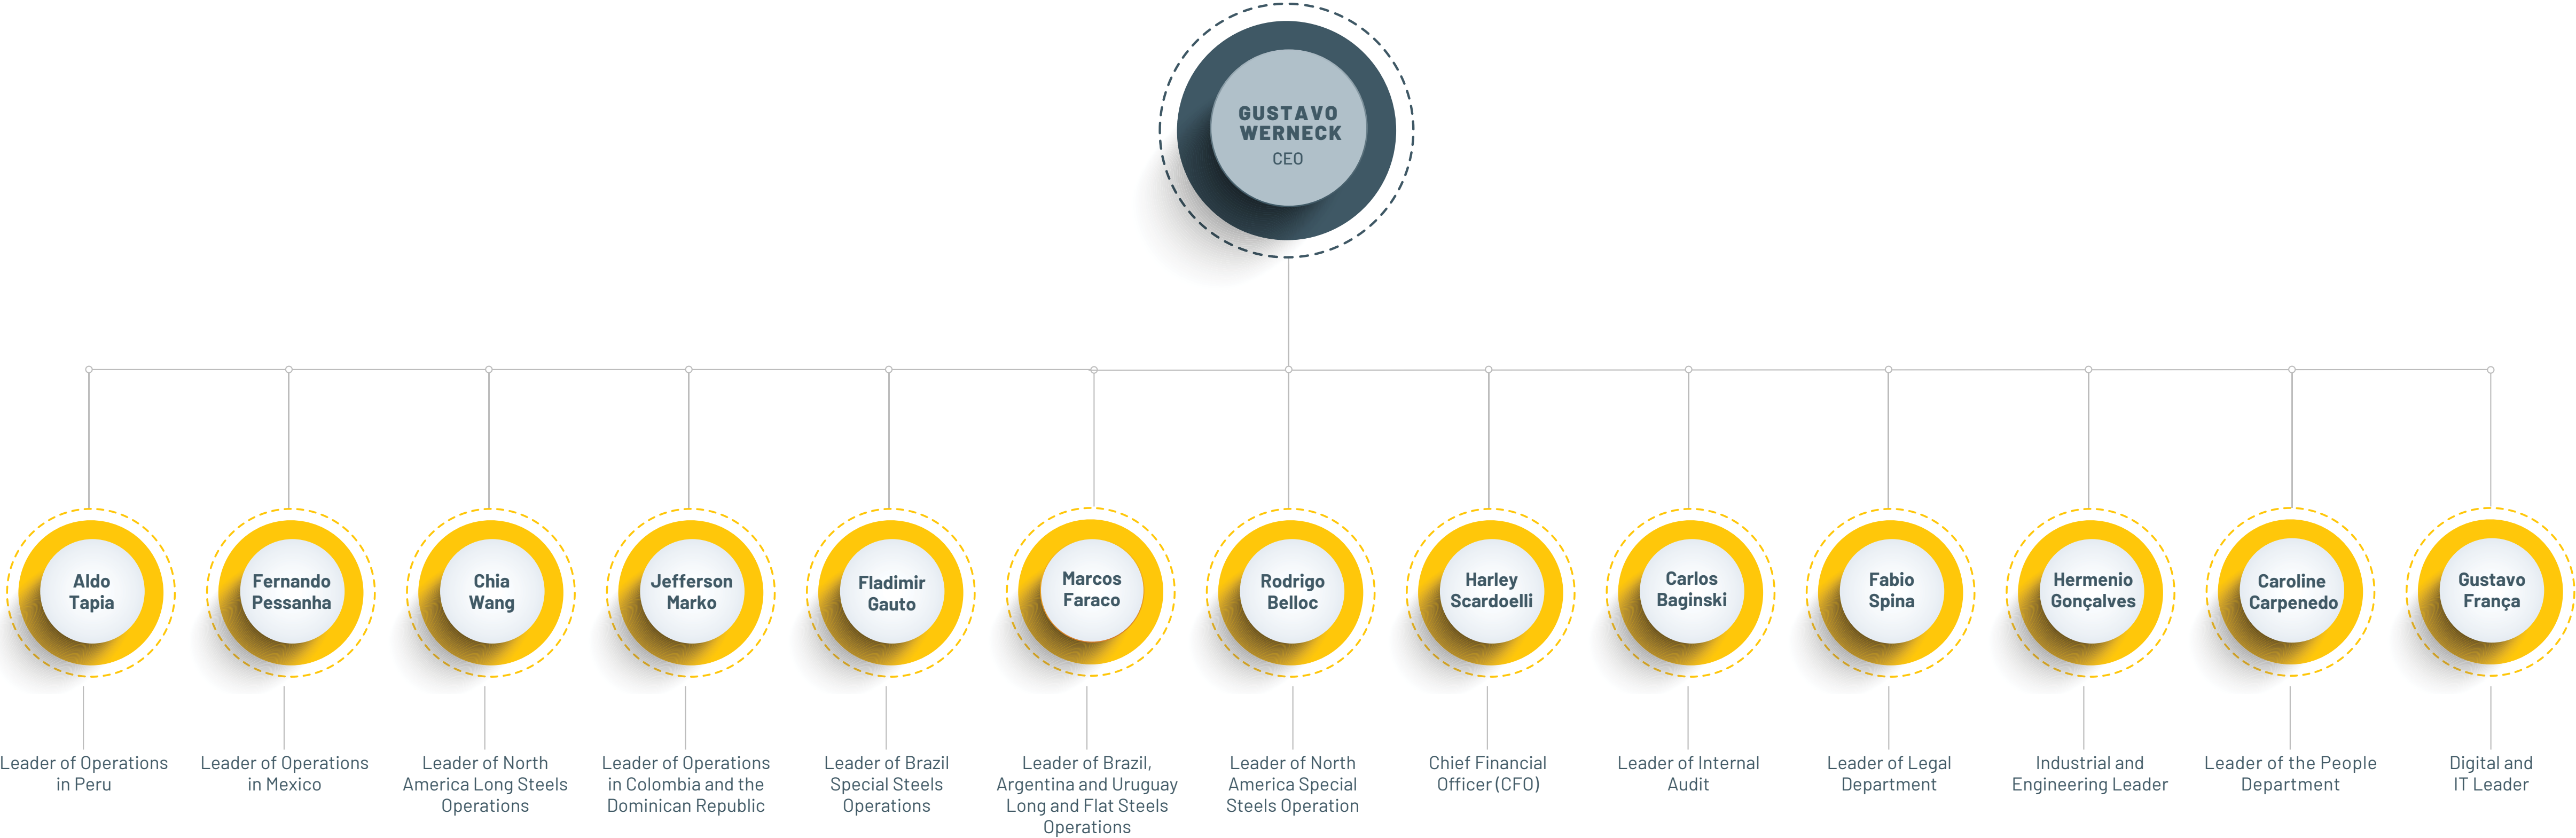 GUSTAVO
WERNECK
CEO
Aldo
Tapia
Leader of Operations
in Peru
Fernando
Pessanha
Leader of Operations
in Mexico
Chia
Wang
Leader of North
America Long Steels
Operations
Jefferson
Marko
Leader of Operations
in Colombia and the
Dominican Republic
Fladimir
Gauto
Leader of Brazil
Special Steels
Operations
Marcos
Faraco
Leader of Brazil,
Argentina and Uruguay
Long and Flat Steels
Operations
Rodrigo
Belloc
Leader of North
America Special
Steels Operation
Harley
Scardoelli
Chief Financial
Officer (CFO)
Carlos
Baginski
Leader of Internal
Audit
Fabio
Spina
Leader of Legal
Department
Hermenio
Gonçalves
Industrial and
Engineering Leader
Caroline
Carpenedo
Leader of the People
Department
Gustavo
França
Digital and
IT Leader